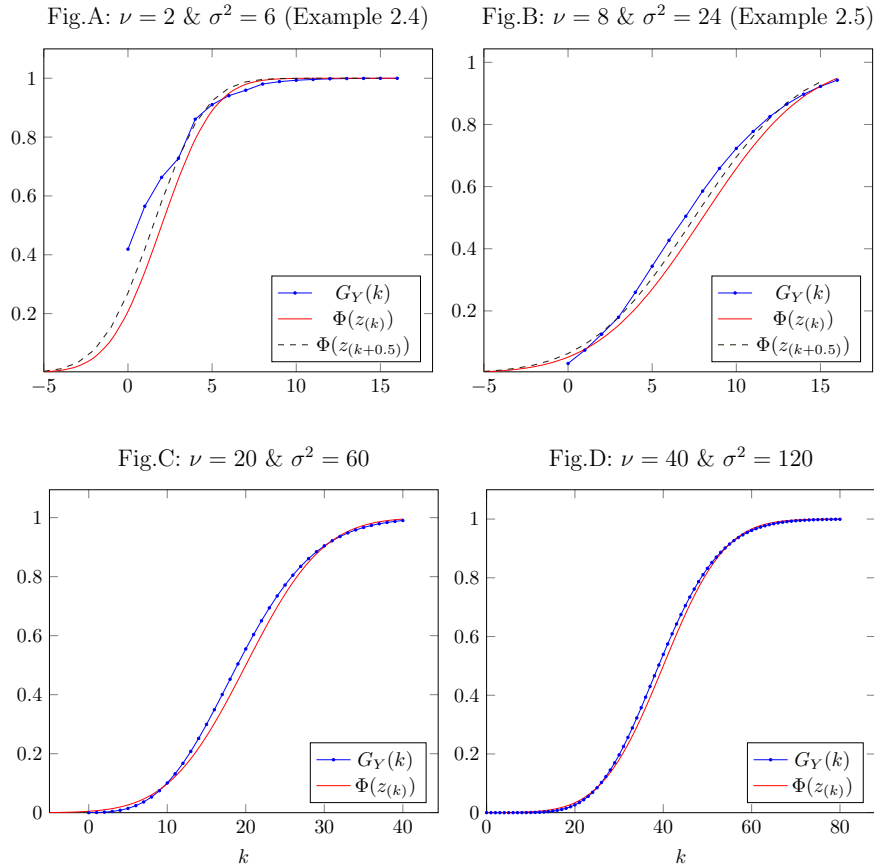 Fig.A: ν = 2 & σ² = 6 (Example 2.4)
1
0.8
0.6
0.4
0.2
−5 0 5 10 15
G_Y(k)
Φ(z_(k))
Φ(z_(k+0.5))
Fig.B: ν = 8 & σ² = 24 (Example 2.5)
1
0.8
0.6
0.4
0.2
−5 0 5 10 15
G_Y(k)
Φ(z_(k))
Φ(z_(k+0.5))
Fig.C: ν = 20 & σ² = 60
1
0.8
0.6
0.4
0.2
0
0 10 20 30 40
G_Y(k)
Φ(z_(k))
k
Fig.D: ν = 40 & σ² = 120
1
0.8
0.6
0.4
0.2
0
0 20 40 60 80
G_Y(k)
Φ(z_(k))
k